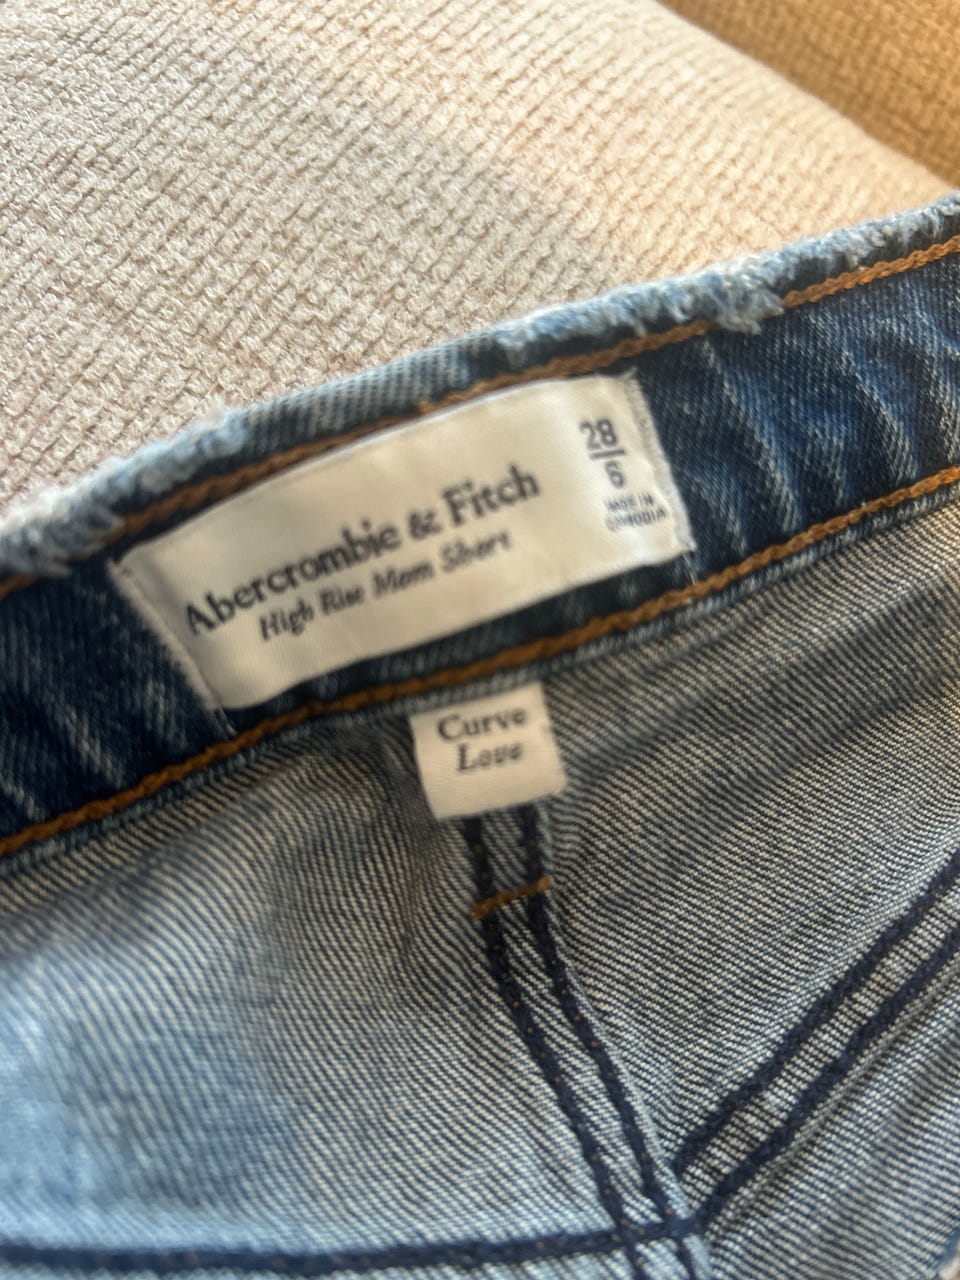 Abercrombie & Fitch
High Rise Mom Short
28
6
MADE IN
CAMBODIA
Curve
Love